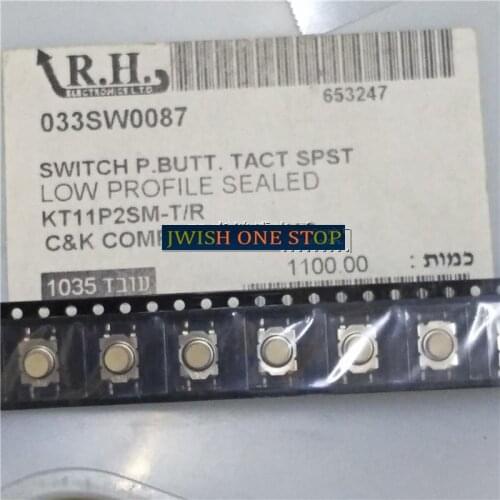 R.H.
ELECTRONICS LTD.
653247
033SW0087
SWITCH P.BUTT. TACT SPST
LOW PROFILE SEALED
KT11P2SM-T/R
C&K
JWISH ONE STOP
1100.00 כמות :
1035 עובד